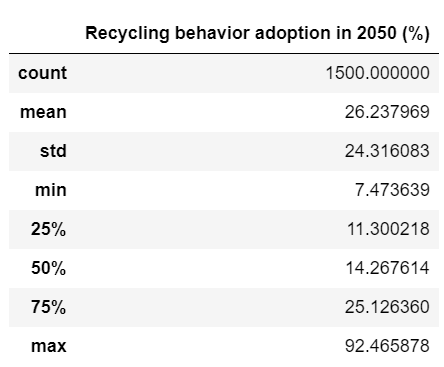 Recycling behavior adoption in 2050 (%)
count 1500.000000
mean 26.237969
std 24.316083
min 7.473639
25% 11.300218
50% 14.267614
75% 25.126360
max 92.465878